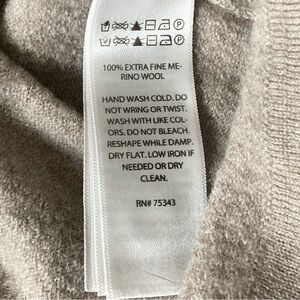 100% EXTRA FINE ME-
RINO WOOL
HAND WASH COLD. DO
NOT WRING OR TWIST.
WASH WITH LIKE COL-
ORS. DO NOT BLEACH.
RESHAPE WHILE DAMP.
DRY FLAT. LOW IRON IF
NEEDED OR DRY
CLEAN.
RN# 75343